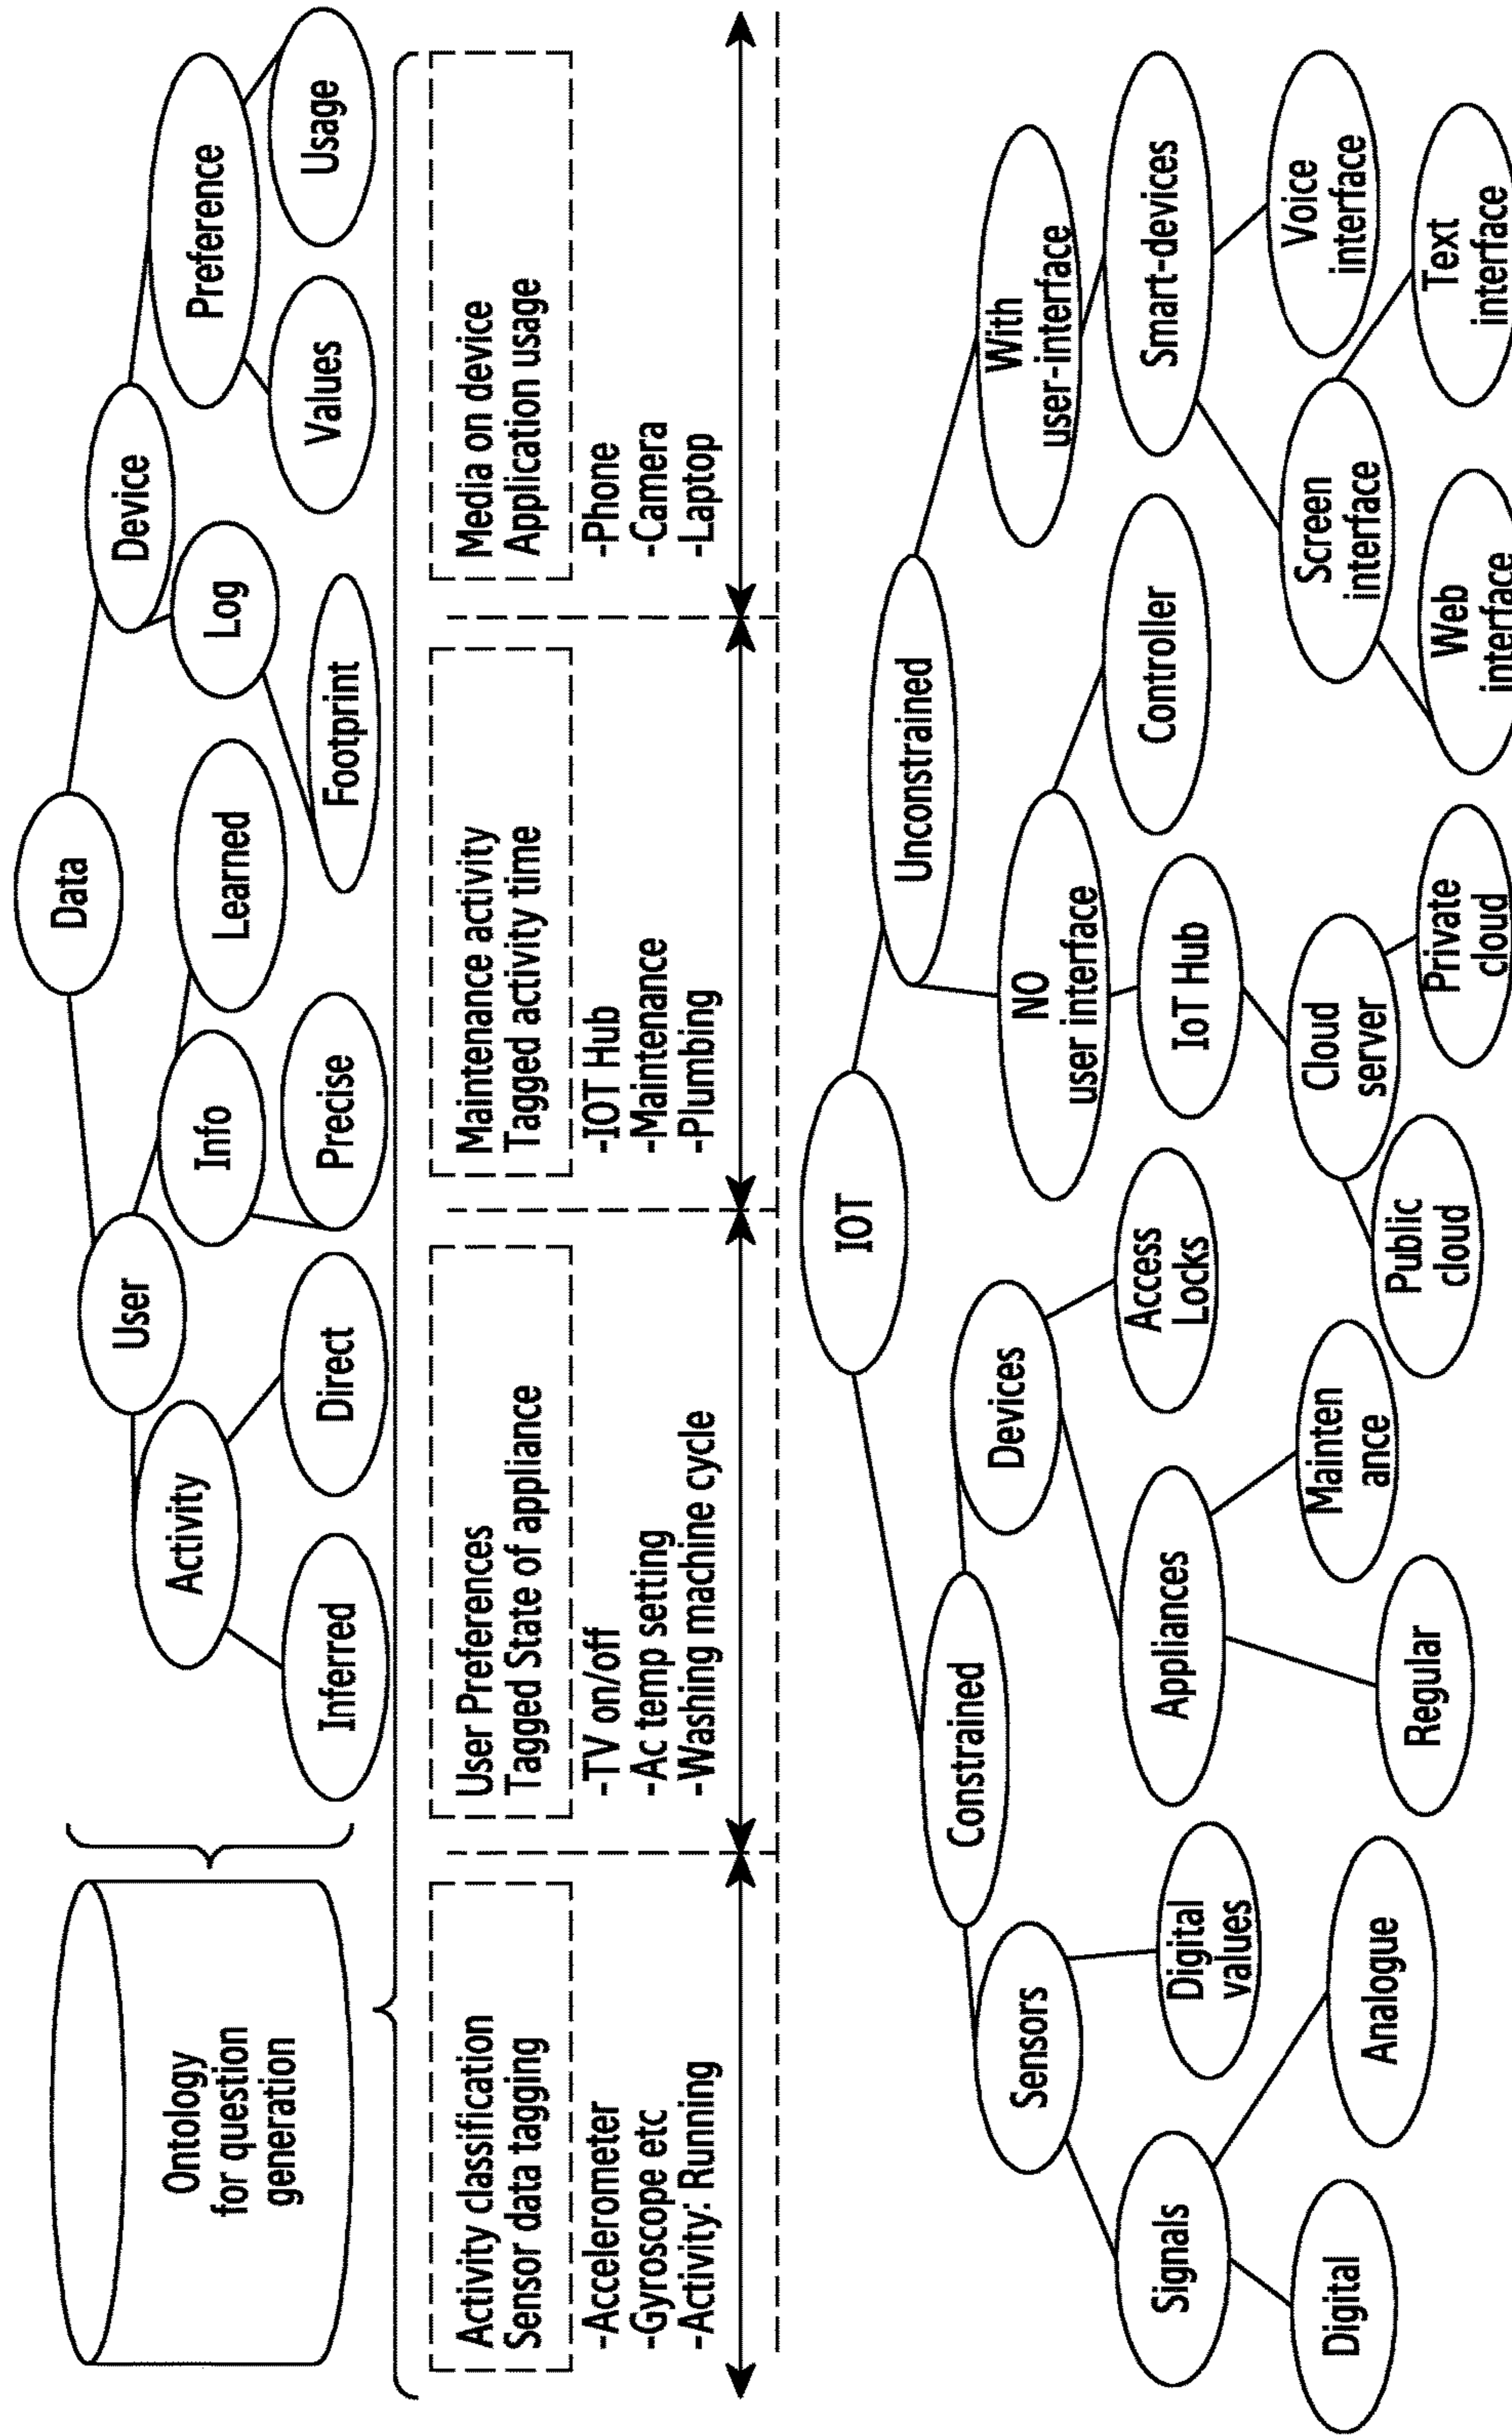 Ontology
for question
generation
Data
User
Device
Activity
Info
Learned
Log
Preference
Inferred
Direct
Precise
Footprint
Values
Usage
Activity classification
Sensor data tagging
-Accelerometer
-Gyroscope etc
-Activity: Running
User Preferences
Tagged State of appliance
-TV on/off
-Ac temp setting
-Washing machine cycle
Maintenance activity
Tagged activity time
-IOT Hub
-Maintenance
-Plumbing
Media on device
Application usage
-Phone
-Camera
-Laptop
IOT
Constrained
Unconstrained
Sensors
Devices
NO
user interface
With
user-interface
Signals
Digital
values
Appliances
Access
Locks
IoT Hub
Controller
Smart-devices
Digital
Analogue
Regular
Mainten
ance
Cloud
server
Public
cloud
Private
cloud
Screen
interface
Voice
interface
Web
interface
Text
interface